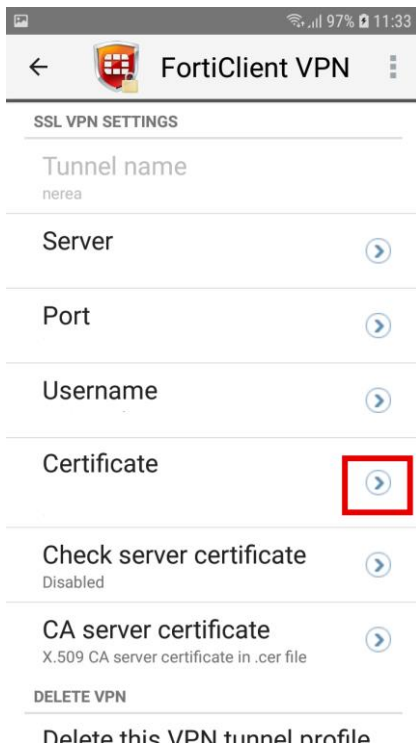 97% 11:33
FortiClient VPN
SSL VPN SETTINGS
Tunnel name
nerea
Server
Port
Username
Certificate
Check server certificate
Disabled
CA server certificate
X.509 CA server certificate in .cer file
DELETE VPN
Delete this VPN tunnel profile